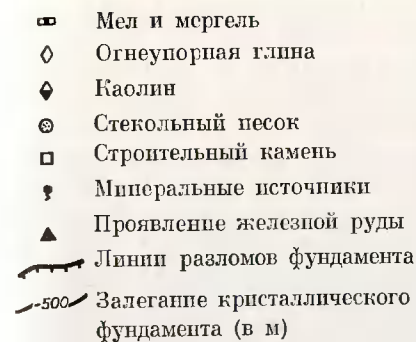 Мел и мергель
Огнеупорная глина
Каолин
Стекольный песок
Строительный камень
Минеральные источники
Проявление железной руды
Линии разломов фундамента
-500 Залегание кристаллического
фундамента (в м)